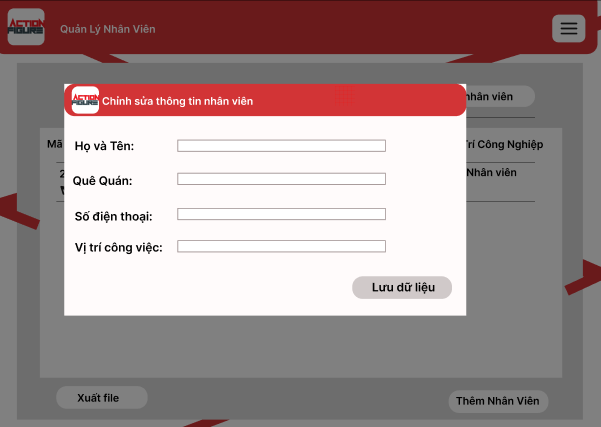 ACTION
FIGURE
Quản Lý Nhân Viên
nhân viên
ACTION
FIGURE
Chỉnh sửa thông tin nhân viên
Mã
Trí Công Nghiệp
Họ và Tên:
2
Nhân viên
Quê Quán:
Số điện thoại:
Vị trí công việc:
Lưu dữ liệu
Xuất file
Thêm Nhân Viên